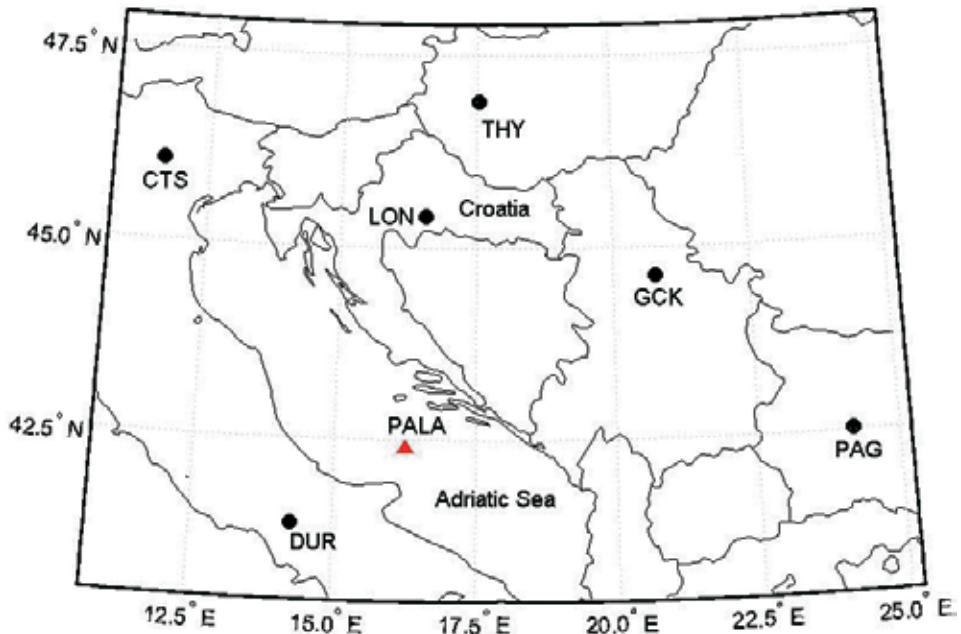 47.5° N
THY
CTS
LON
Croatia
45.0° N
GCK
PALA
42.5° N
PAG
Adriatic Sea
DUR
12.5° E
15.0° E
17.5° E
20.0° E
22.5° E
25.0° E